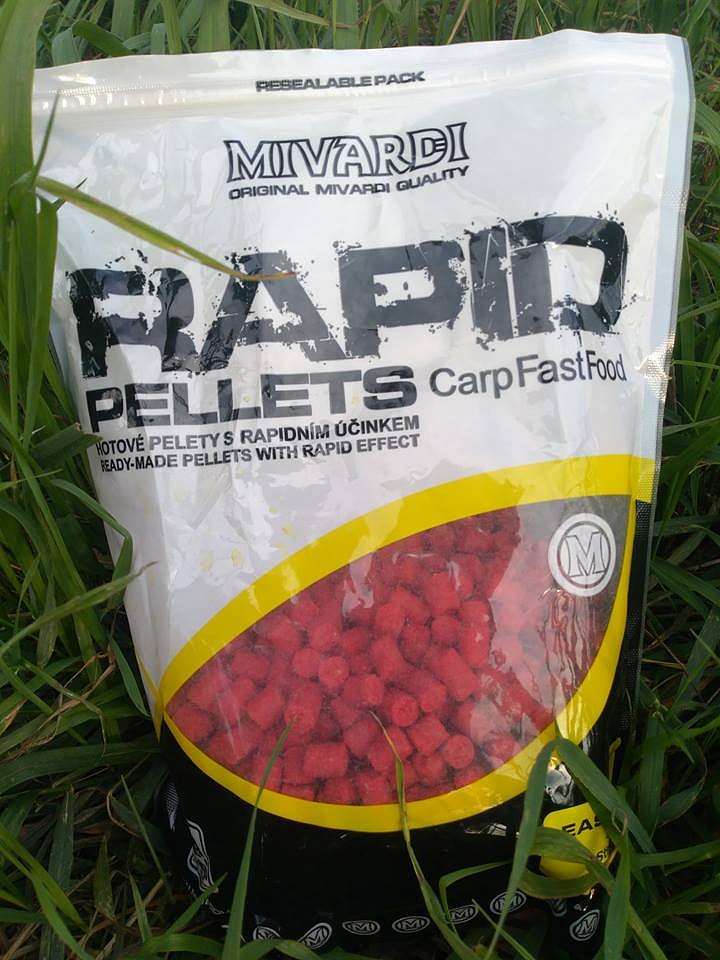 RESEALABLE PACK
MIVARDI
ORIGINAL MIVARDI QUALITY
RAPID
PELLETS CarpFastFood
HOTOVÉ PELETY S RAPIDNÍM ÚČINKEM
READY-MADE PELLETS WITH RAPID EFFECT
M